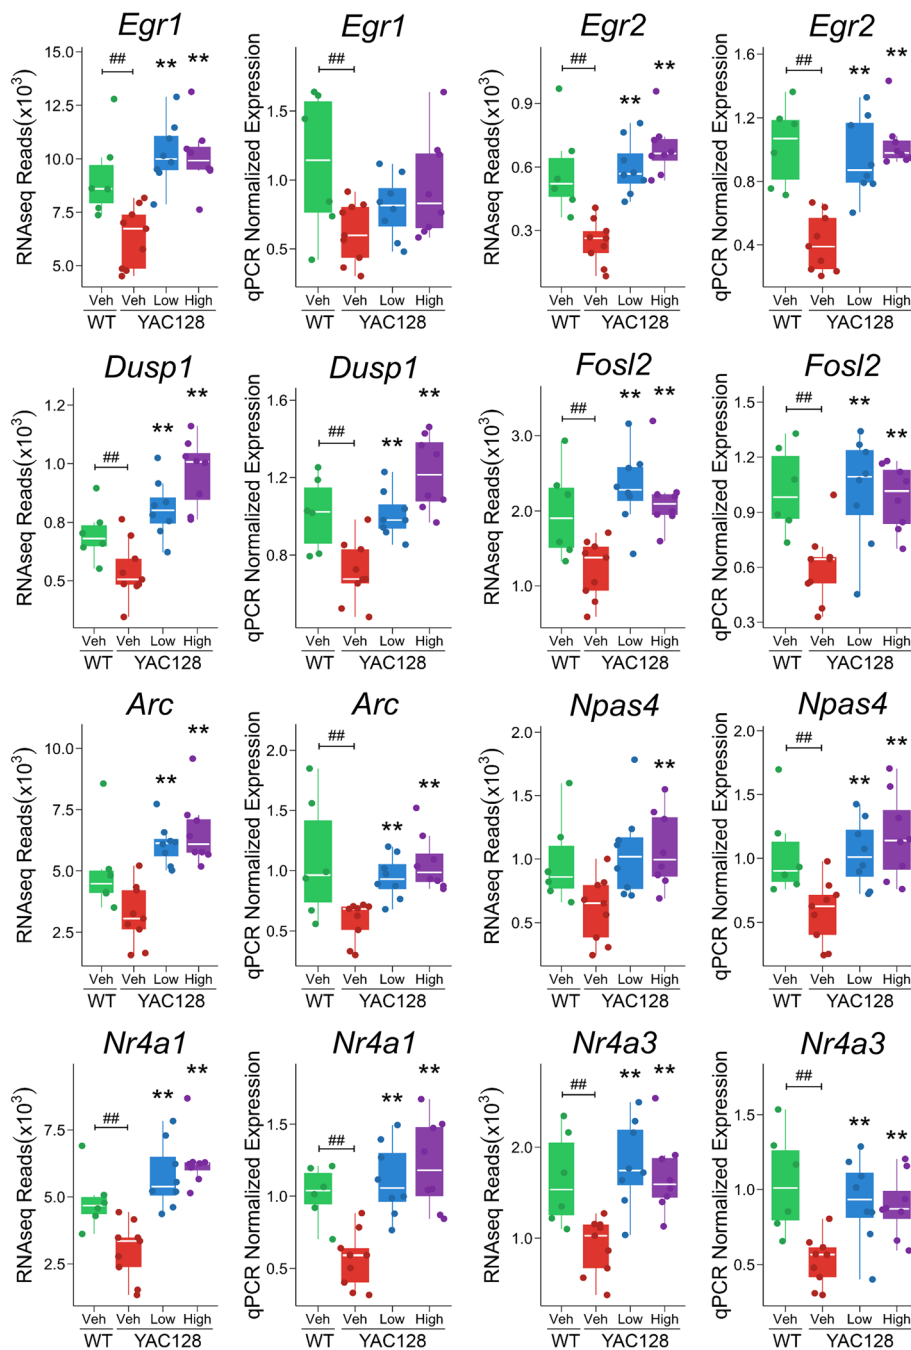 Egr1 Egr1 Egr2 Egr2
RNAseq Reads(x10³)
15.0
12.5
10.0
7.5
5.0
## ** **
Veh Veh Low High
WT YAC128
qPCR Normalized Expression
1.5
1.0
0.5
##
Veh Veh Low High
WT YAC128
RNAseq Reads(x10³)
0.9
0.6
0.3
## ** **
Veh Veh Low High
WT YAC128
qPCR Normalized Expression
1.6
1.2
0.8
0.4
## ** **
Veh Veh Low High
WT YAC128
Dusp1 Dusp1 Fosl2 Fosl2
RNAseq Reads(x10³)
1.2
1.0
0.8
0.5
## ** **
Veh Veh Low High
WT YAC128
qPCR Normalized Expression
1.6
1.2
0.8
## ** **
Veh Veh Low High
WT YAC128
RNAseq Reads(x10³)
3.0
2.0
1.0
## ** **
Veh Veh Low High
WT YAC128
qPCR Normalized Expression
1.5
1.2
0.9
0.6
0.3
## ** **
Veh Veh Low High
WT YAC128
Arc Arc Npas4 Npas4
RNAseq Reads(x10³)
10.0
7.5
5.0
2.5
** **
Veh Veh Low High
WT YAC128
qPCR Normalized Expression
2.0
1.5
1.0
0.5
## ** **
Veh Veh Low High
WT YAC128
RNAseq Reads(x10³)
2.0
1.5
1.0
0.5
**
Veh Veh Low High
WT YAC128
qPCR Normalized Expression
2.0
1.5
1.0
0.5
## ** **
Veh Veh Low High
WT YAC128
Nr4a1 Nr4a1 Nr4a3 Nr4a3
RNAseq Reads(x10³)
7.5
5.0
2.5
## ** **
Veh Veh Low High
WT YAC128
qPCR Normalized Expression
1.5
1.0
0.5
## ** **
Veh Veh Low High
WT YAC128
RNAseq Reads(x10³)
2.0
1.0
## ** **
Veh Veh Low High
WT YAC128
qPCR Normalized Expression
1.5
1.0
0.5
## ** **
Veh Veh Low High
WT YAC128